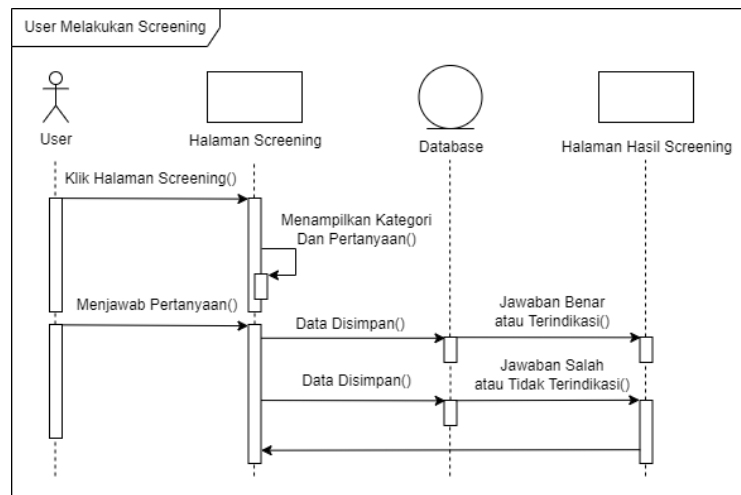 User Melakukan Screening
User
Halaman Screening
Database
Halaman Hasil Screening
Klik Halaman Screening()
Menampilkan Kategori
Dan Pertanyaan()
Menjawab Pertanyaan()
Data Disimpan()
Jawaban Benar
atau Terindikasi()
Data Disimpan()
Jawaban Salah
atau Tidak Terindikasi()